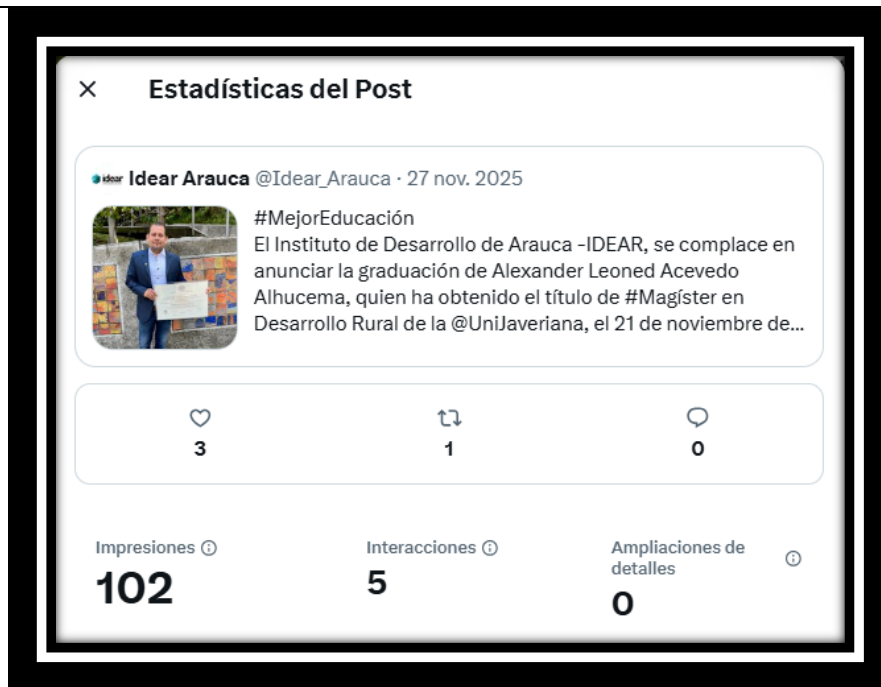 Estadísticas del Post
idear Idear Arauca @Idear_Arauca · 27 nov. 2025
#MejorEducación
El Instituto de Desarrollo de Arauca -IDEAR, se complace en
anunciar la graduación de Alexander Leoned Acevedo
Alhucema, quien ha obtenido el título de #Magíster en
Desarrollo Rural de la @UniJaveriana, el 21 de noviembre de...
3
1
0
Impresiones
Interacciones
Ampliaciones de
detalles
102
5
0